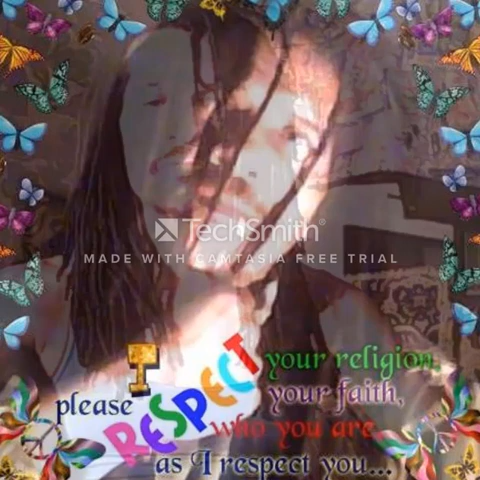 TechSmith®
MADE WITH CAMTASIA FREE TRIAL
please I RESPECT your religion,
your faith,
who you are
as I respect you...